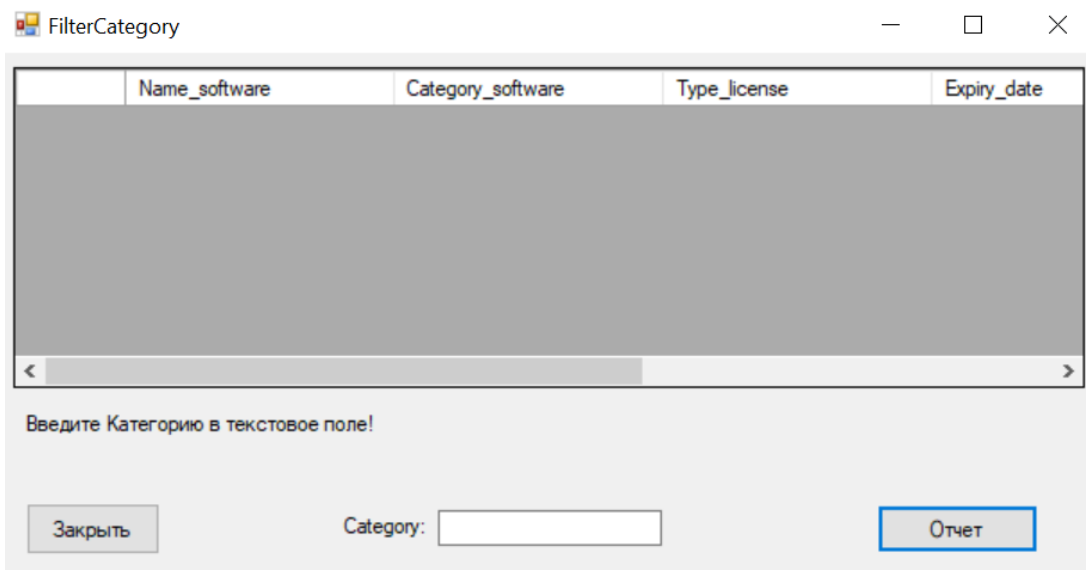 FilterCategory
Name_software Category_software Type_license Expiry_date
Введите Категорию в текстовое поле!
Закрыть Category: Отчет